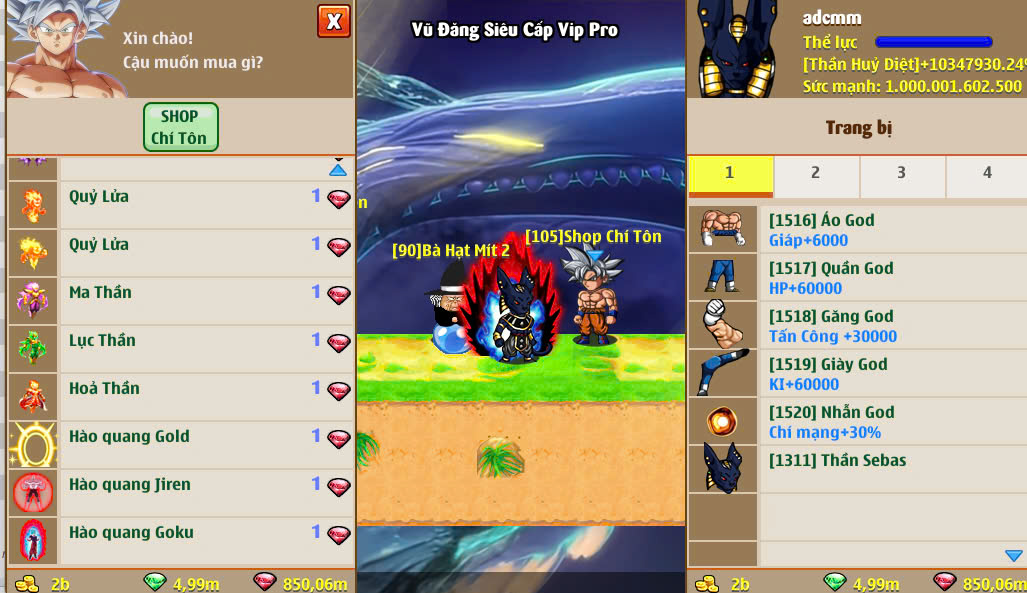 Xin chào!
Cậu muốn mua gì?
X
SHOP
Chí Tôn
Quỷ Lửa
1
Quỷ Lửa
1
Ma Thần
1
Lục Thần
1
Hoả Thần
1
Hào quang Gold
1
Hào quang Jiren
1
Hào quang Goku
1
2b
4,99m
850,06m
Vũ Đăng Siêu Cấp Vip Pro
n
[90]Bà Hạt Mít 2
[105]Shop Chí Tôn
adcmm
Thể lực
[Thần Huỷ Diệt]+10347930.24%
Sức mạnh: 1.000.001.602.500
Trang bị
1
2
3
4
[1516] Áo God
Giáp+6000
[1517] Quần God
HP+60000
[1518] Găng God
Tấn Công +30000
[1519] Giày God
KI+60000
[1520] Nhẫn God
Chí mạng+30%
[1311] Thần Sebas
2b
4,99m
850,06m